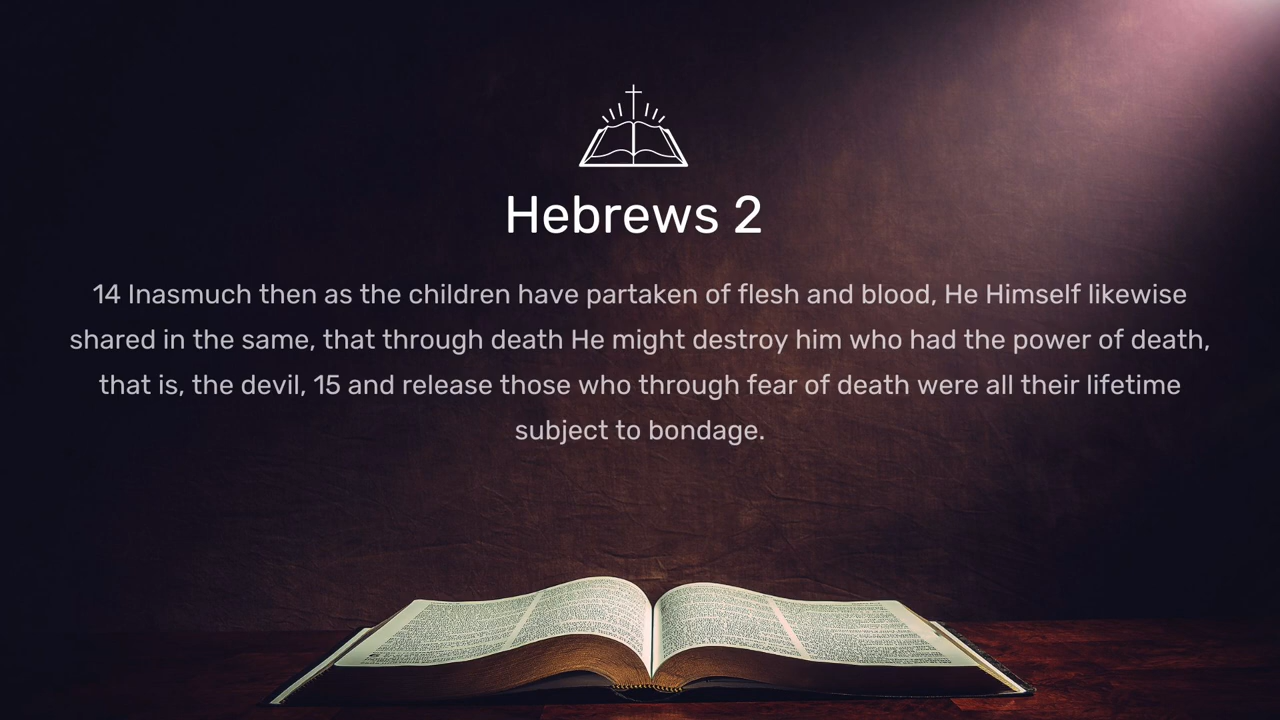 Hebrews 2
14 Inasmuch then as the children have partaken of flesh and blood, He Himself likewise
shared in the same, that through death He might destroy him who had the power of death,
that is, the devil, 15 and release those who through fear of death were all their lifetime
subject to bondage.